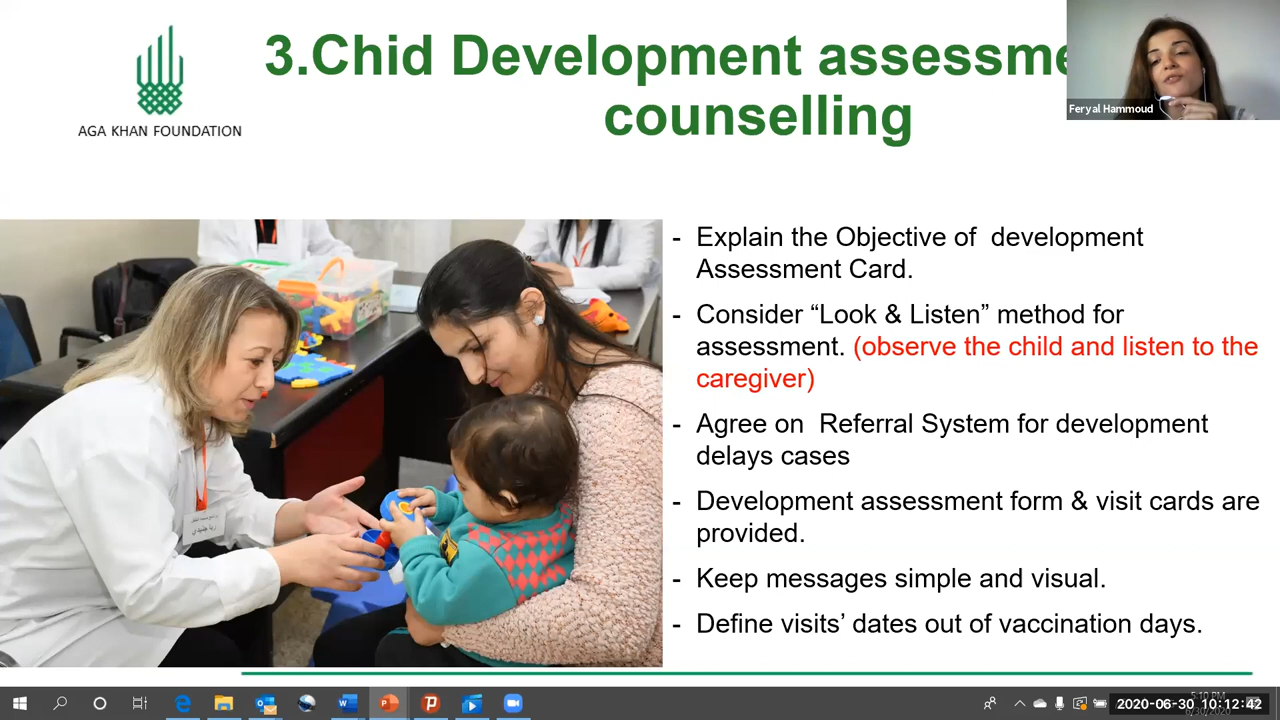 3.Chid Development assessme
counselling
AGA KHAN FOUNDATION
Feryal Hammoud
- Explain the Objective of development
Assessment Card.
- Consider “Look & Listen” method for
assessment. (observe the child and listen to the
caregiver)
- Agree on Referral System for development
delays cases
- Development assessment form & visit cards are
provided.
- Keep messages simple and visual.
- Define visits’ dates out of vaccination days.
5:10 PM
2020-06-30 10:12:42